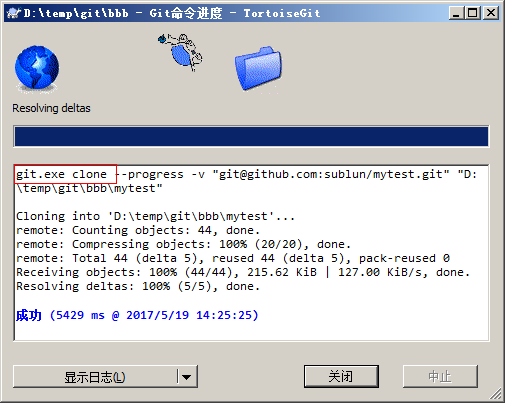 D:\temp\git\bbb - Git命令进度 - TortoiseGit
Resolving deltas
git.exe clone --progress -v "git@github.com:sublun/mytest.git" "D:
\temp\git\bbb\mytest"
Cloning into 'D:\temp\git\bbb\mytest'...
remote: Counting objects: 44, done.
remote: Compressing objects: 100% (20/20), done.
remote: Total 44 (delta 5), reused 44 (delta 5), pack-reused 0
Receiving objects: 100% (44/44), 215.62 KiB | 127.00 KiB/s, done.
Resolving deltas: 100% (5/5), done.
成功 (5429 ms @ 2017/5/19 14:25:25)
显示日志(L)
关闭
中止